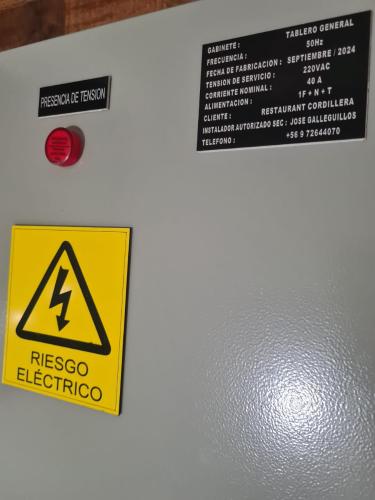 GABINETE : TABLERO GENERAL
FRECUENCIA : 50Hz
FECHA DE FABRICACION : SEPTIEMBRE / 2024
TENSION DE SERVICIO : 220VAC
CORRIENTE NOMINAL : 40 A
ALIMENTACION : 1F + N + T
CLIENTE : RESTAURANT CORDILLERA
INSTALADOR AUTORIZADO SEC : JOSE GALLEGUILLOS
TELEFONO : +56 9 72644070
PRESENCIA DE TENSION
RIESGO
ELÉCTRICO